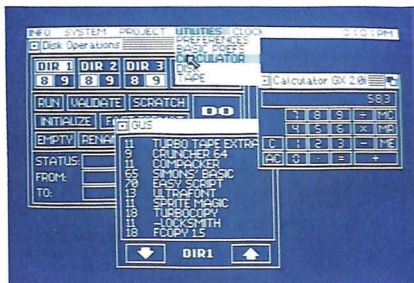 INFO SYSTEM PROJECT UTILITIES CLOCK
PREFERENCES
BASIC PREFS
CALCULATOR
TAPE
Disk Operations
DIR 1 DIR 2 DIR 3
8 9 8 9 8 9
RUN VALIDATE SCRATCH
INITIALIZE
EMPTY
STATUS:
FROM:
TO:
DO
GUS
11 TURBO TAPE EXTRA
9 CRUNCHER 64
11 COMPACKER
65 SIMONS' BASIC
70 EASY SCRIPT
13 ULTRAFONT
11 SPRITE MAGIC
18 TURBOCOPY
11 -LOCKSMITH
18 FCOPY 1.5
DIR1
Calculator GX 2.0
583
7 8 9 ÷ MC
4 5 6 × MR
C 1 2 3 - ME
AC 0 . = +